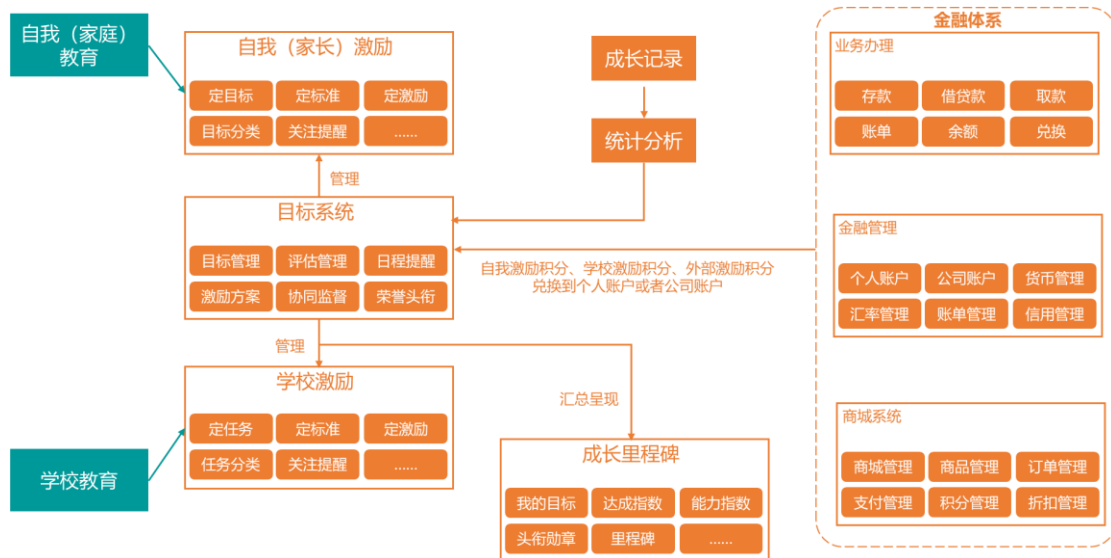 自我（家庭）
教育
自我（家长）激励
定目标 定标准 定激励
目标分类 关注提醒 ......
管理
目标系统
目标管理 评估管理 日程提醒
激励方案 协同监督 荣誉头衔
管理
学校激励
定任务 定标准 定激励
任务分类 关注提醒 ......
学校教育
成长记录
统计分析
自我激励积分、学校激励积分、外部激励积分
兑换到个人账户或者公司账户
汇总呈现
成长里程碑
我的目标 达成指数 能力指数
头衔勋章 里程碑 ......
金融体系
业务办理
存款 借贷款 取款
账单 余额 兑换
金融管理
个人账户 公司账户 货币管理
汇率管理 账单管理 信用管理
商城系统
商城管理 商品管理 订单管理
支付管理 积分管理 折扣管理